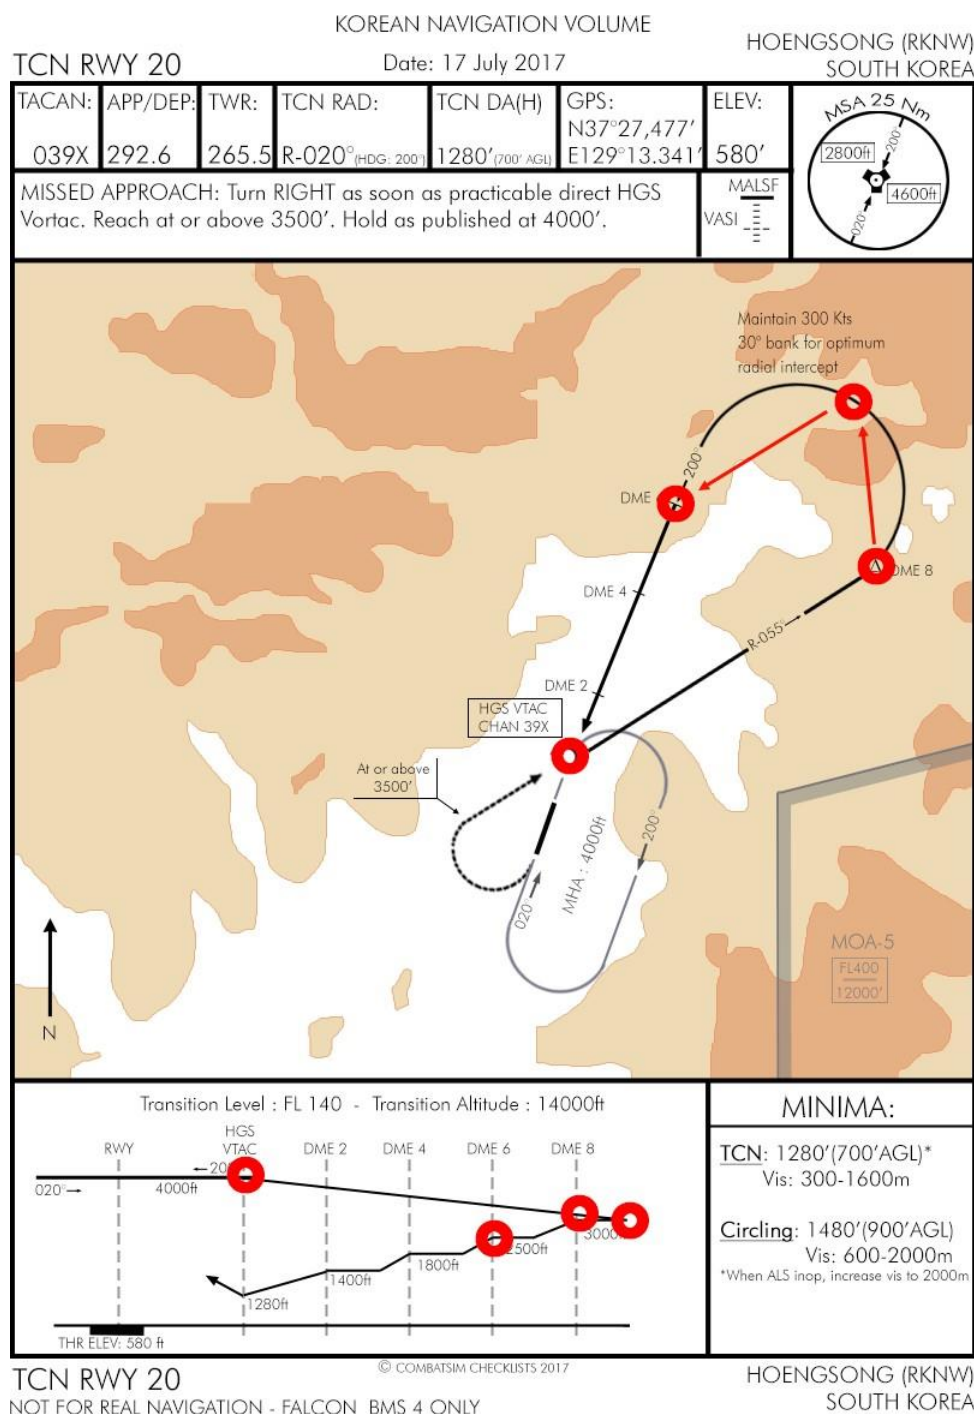 KOREAN NAVIGATION VOLUME
TCN RWY 20
Date: 17 July 2017
HOENGSONG (RKNW)
SOUTH KOREA
TACAN:
039X
APP/DEP:
292.6
TWR:
265.5
TCN RAD:
R-020° (HDG: 200°)
TCN DA(H)
1280' (700' AGL)
GPS:
N37°27,477'
E129°13.341'
ELEV:
580'
MSA 25 Nm
200°
2800ft
4600ft
020°
MISSED APPROACH: Turn RIGHT as soon as practicable direct HGS
Vortac. Reach at or above 3500'. Hold as published at 4000'.
MALSF
VASI
Maintain 300 Kts
30° bank for optimum
radial intercept
200°
DME
DME 8
DME 4
R-055°
DME 2
HGS VTAC
CHAN 39X
At or above
3500'
MHA : 4000ft
200°
020°
MOA-5
FL400
12000'
N
Transition Level : FL 140 - Transition Altitude : 14000ft
RWY
HGS
VTAC
DME 2
DME 4
DME 6
DME 8
020°
4000ft
3000ft
2500ft
1800ft
1400ft
1280ft
THR ELEV: 580 ft
MINIMA:
TCN: 1280'(700'AGL)*
Vis: 300-1600m
Circling: 1480'(900'AGL)
Vis: 600-2000m
*When ALS inop, increase vis to 2000m
TCN RWY 20
© COMBATSIM CHECKLISTS 2017
HOENGSONG (RKNW)
SOUTH KOREA
NOT FOR REAL NAVIGATION - FALCON BMS 4 ONLY